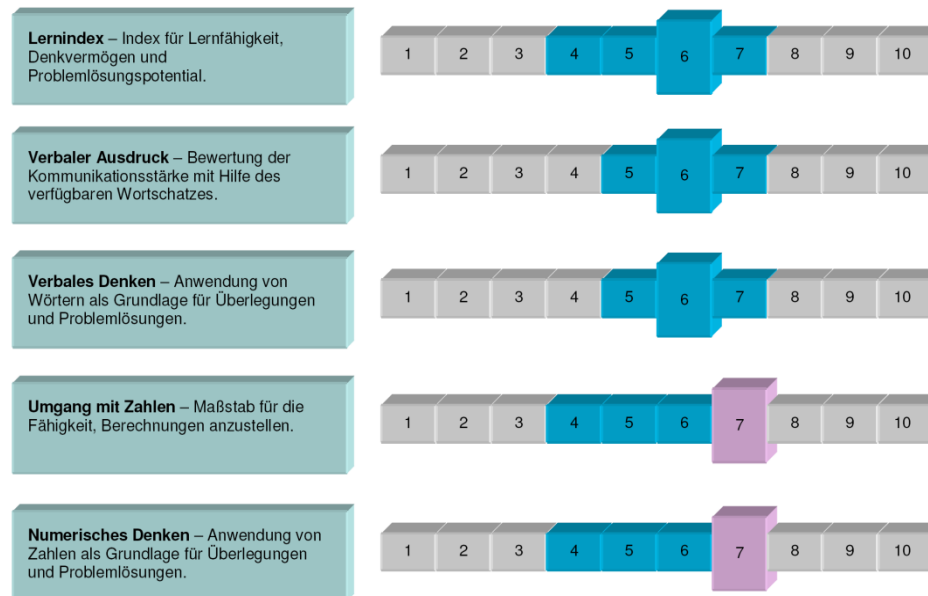 Lernindex – Index für Lernfähigkeit,
Denkvermögen und
Problemlösungspotential.
1 2 3 4 5 6 7 8 9 10
Verbaler Ausdruck – Bewertung der
Kommunikationsstärke mit Hilfe des
verfügbaren Wortschatzes.
1 2 3 4 5 6 7 8 9 10
Verbales Denken – Anwendung von
Wörtern als Grundlage für Überlegungen
und Problemlösungen.
1 2 3 4 5 6 7 8 9 10
Umgang mit Zahlen – Maßstab für die
Fähigkeit, Berechnungen anzustellen.
1 2 3 4 5 6 7 8 9 10
Numerisches Denken – Anwendung von
Zahlen als Grundlage für Überlegungen
und Problemlösungen.
1 2 3 4 5 6 7 8 9 10